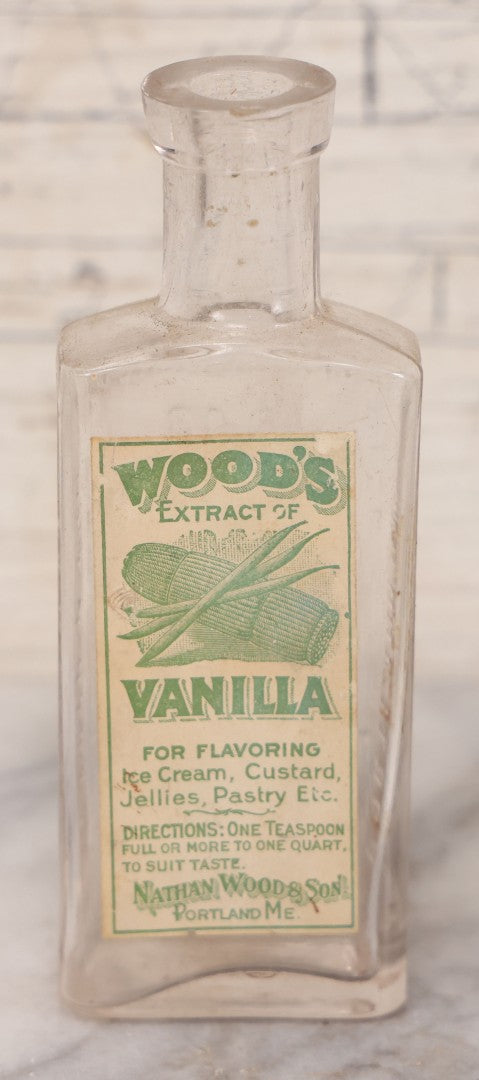 WOOD'S
EXTRACT OF
VANILLA
FOR FLAVORING
Ice Cream, Custard,
Jellies, Pastry Etc.
DIRECTIONS: ONE TEASPOON
FULL OR MORE TO ONE QUART,
TO SUIT TASTE.
NATHAN WOOD & SON
PORTLAND ME.